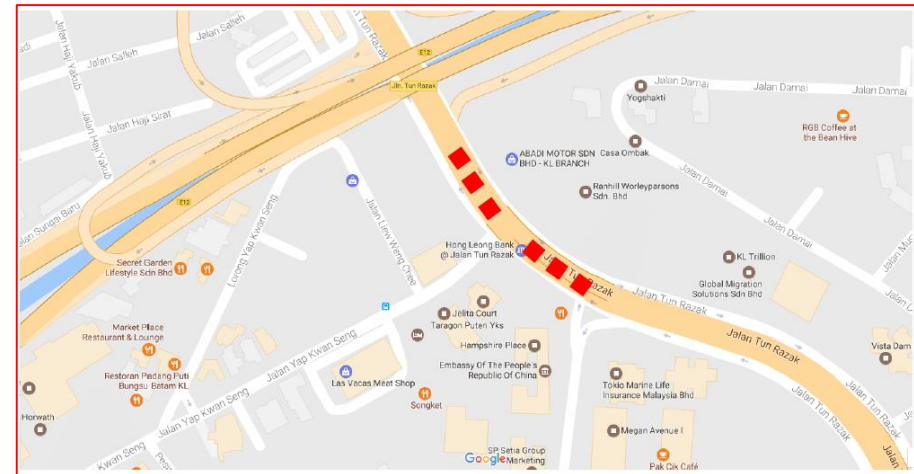 Jalan Safleh
Jalan Safleh
Jalan Haji Yakub
Jalan Haji Sirat
Tun Razak
E12
Jln. Tun Razak
Jalan Damai
Jalan Damai
Jalan Damai
Yogshakti
RGB Coffee at
the Bean Hive
ABADI MOTOR SDN
BHD - KL BRANCH
Casa Ombak
Ranhill Worleyparsons
Sdn. Bhd
Jalan Damai
E12
Jalan Sungai Baru
Lorong Yap Kwan Seng
Jalan Liew Weng Chee
Secret Garden
Lifestyle Sdn Bhd
Hong Leong Bank
@ Jalan Tun Razak
Jalan Tun Razak
KL Trillion
Global Migration
Solutions Sdn Bhd
Jalan Tun Razak
Jalan Tun Razak
Jalan Tun Razak
Jelita Court
Taragon Puteri Yks
Market Place
Restaurant & Lounge
Hampshire Place
Embassy Of The People's
Republic Of China
Vista Dam
Restoran Padang Puti
Bungsu Batam KL
Jalan Yap Kwan Seng
Jalan Yap Kwan Seng
Las Vacas Meat Shop
Songket
Tokio Marine Life
Insurance Malaysia Bhd
Horwath
Kwan Seng
Megan Avenue I
SP Setia Group
Marketing
Google
Pak Cik Café